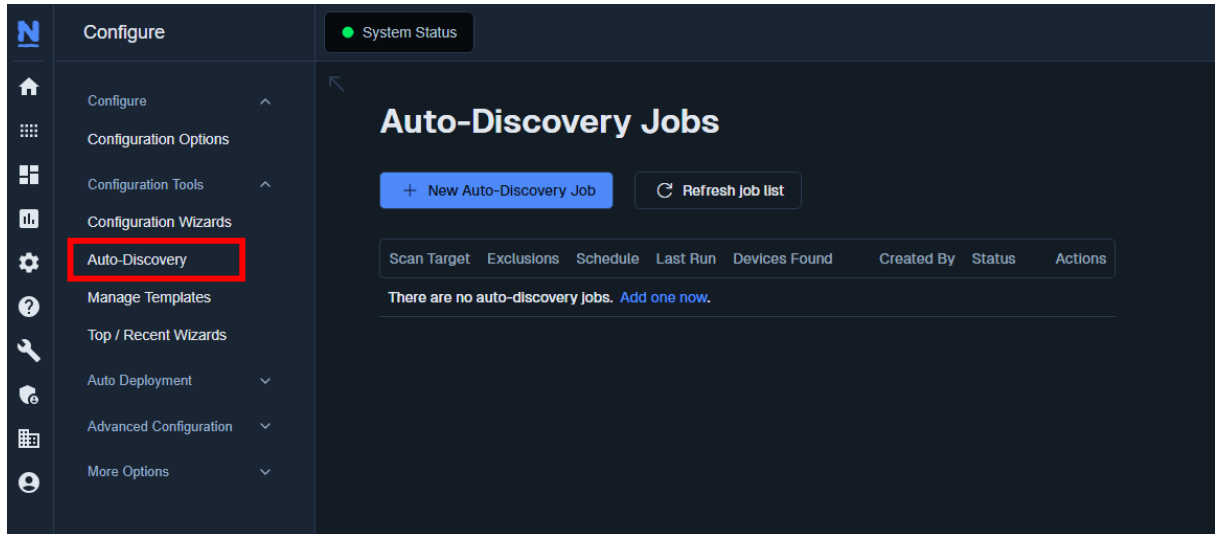 N
Configure
System Status
Configure
Configuration Options
Configuration Tools
Configuration Wizards
Auto-Discovery
Manage Templates
Top / Recent Wizards
Auto Deployment
Advanced Configuration
More Options
Auto-Discovery Jobs
+ New Auto-Discovery Job
Refresh job list
Scan Target Exclusions Schedule Last Run Devices Found Created By Status Actions
There are no auto-discovery jobs. Add one now.